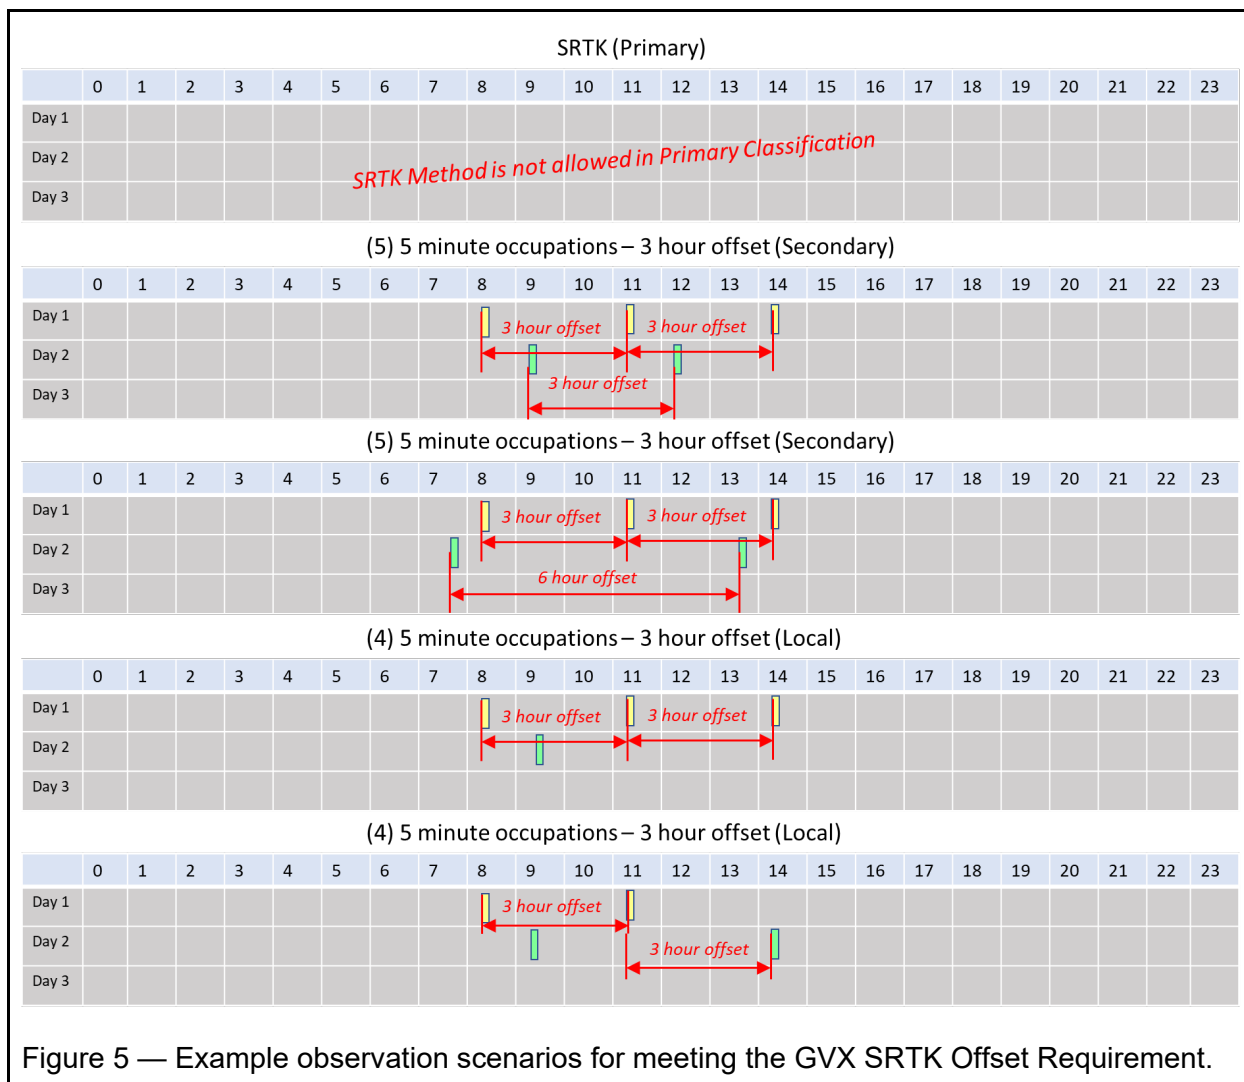 SRTK (Primary)
0 1 2 3 4 5 6 7 8 9 10 11 12 13 14 15 16 17 18 19 20 21 22 23
Day 1
Day 2
SRTK Method is not allowed in Primary Classification
Day 3
(5) 5 minute occupations – 3 hour offset (Secondary)
0 1 2 3 4 5 6 7 8 9 10 11 12 13 14 15 16 17 18 19 20 21 22 23
Day 1
3 hour offset 3 hour offset
Day 2
3 hour offset
Day 3
(5) 5 minute occupations – 3 hour offset (Secondary)
0 1 2 3 4 5 6 7 8 9 10 11 12 13 14 15 16 17 18 19 20 21 22 23
Day 1
3 hour offset 3 hour offset
Day 2
6 hour offset
Day 3
(4) 5 minute occupations – 3 hour offset (Local)
0 1 2 3 4 5 6 7 8 9 10 11 12 13 14 15 16 17 18 19 20 21 22 23
Day 1
3 hour offset 3 hour offset
Day 2
Day 3
(4) 5 minute occupations – 3 hour offset (Local)
0 1 2 3 4 5 6 7 8 9 10 11 12 13 14 15 16 17 18 19 20 21 22 23
Day 1
3 hour offset
Day 2
3 hour offset
Day 3
Figure 5 — Example observation scenarios for meeting the GVX SRTK Offset Requirement.